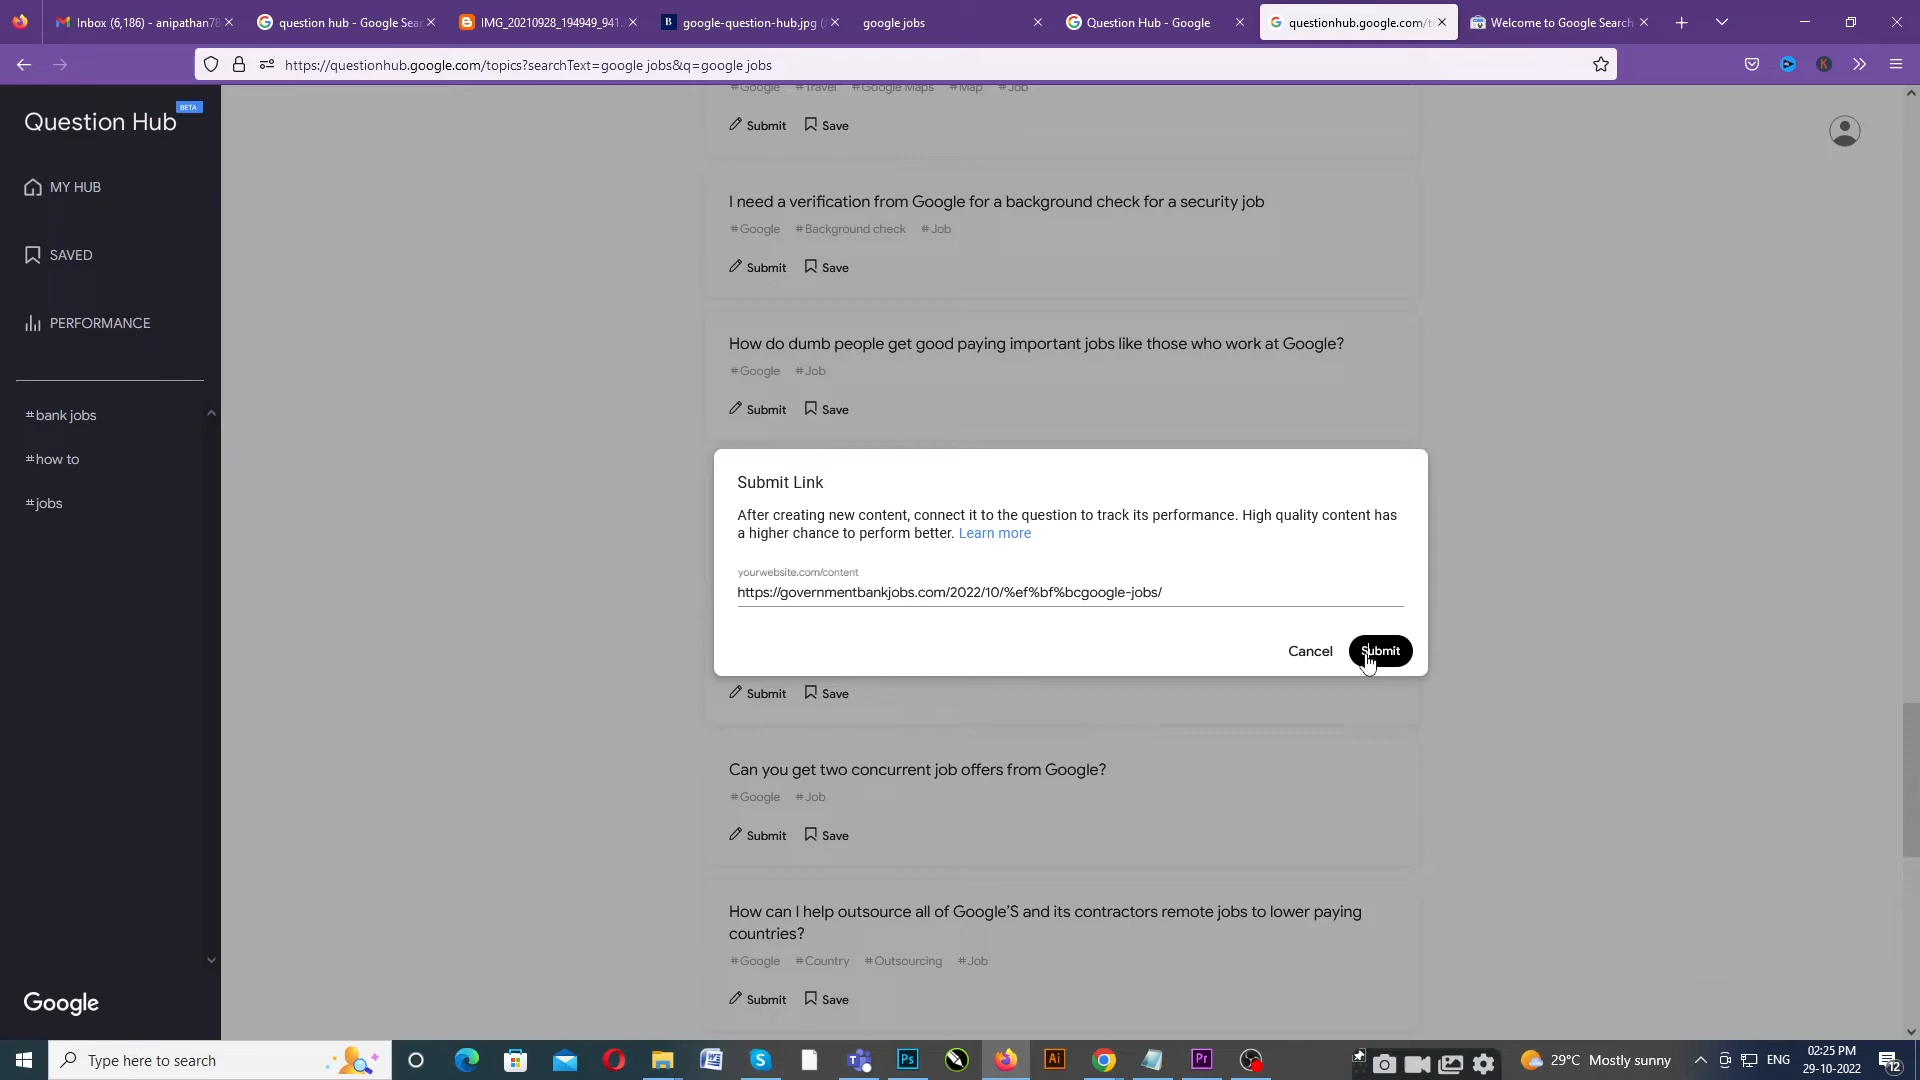 Inbox (6,186) - anipathan78
question hub - Google Sea
IMG_20210928_194949_941.
google-question-hub.jpg (
google jobs
Question Hub - Google
questionhub.google.com/t
Welcome to Google Search
https://questionhub.google.com/topics?searchText=google jobs&q=google jobs
Question Hub
BETA
MY HUB
SAVED
PERFORMANCE
#bank jobs
#how to
#jobs
Google
#Google #Travel #Google Maps #Map #Job
Submit Save
I need a verification from Google for a background check for a security job
#Google #Background check #Job
Submit Save
How do dumb people get good paying important jobs like those who work at Google?
#Google #Job
Submit Save
Submit Link
After creating new content, connect it to the question to track its performance. High quality content has
a higher chance to perform better. Learn more
yourwebsite.com/content
https://governmentbankjobs.com/2022/10/%ef%bf%bcgoogle-jobs/
Cancel Submit
Submit Save
Can you get two concurrent job offers from Google?
#Google #Job
Submit Save
How can I help outsource all of Google'S and its contractors remote jobs to lower paying
countries?
#Google #Country #Outsourcing #Job
Submit Save
Type here to search
29°C Mostly sunny
ENG
02:25 PM
29-10-2022
12